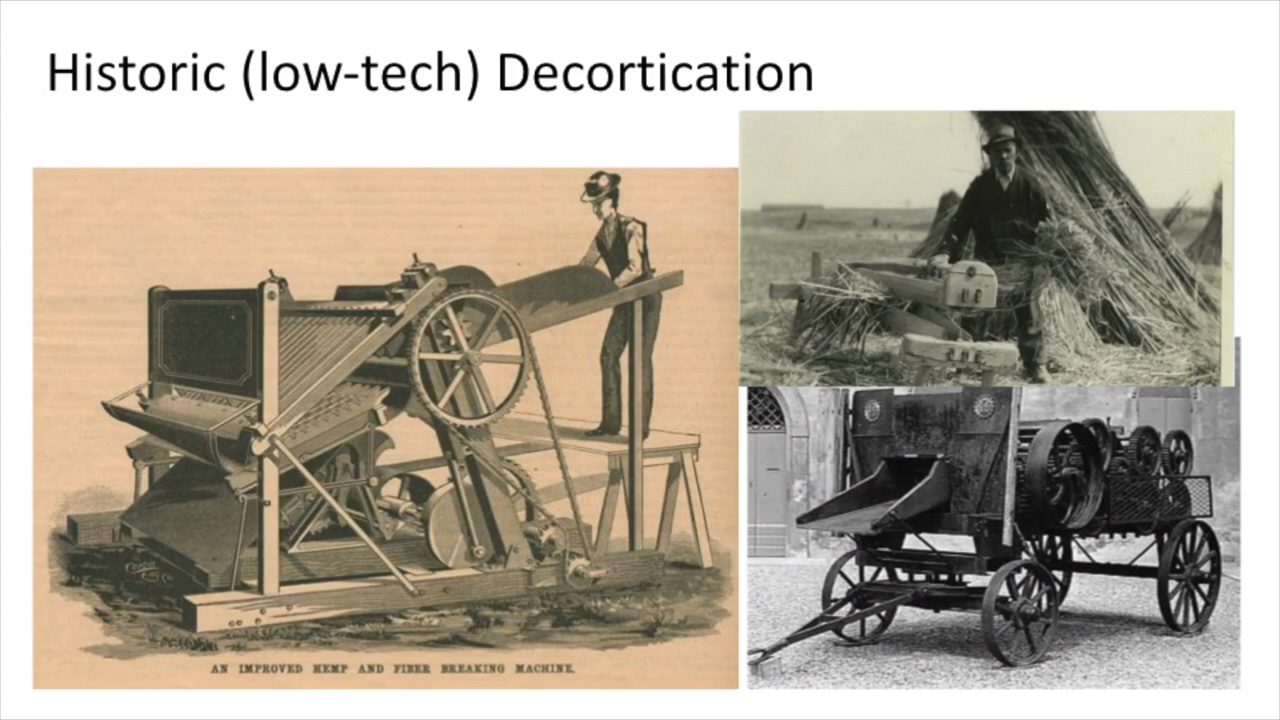 Historic (low-tech) Decortication
AN IMPROVED HEMP AND FIBER BREAKING MACHINE.